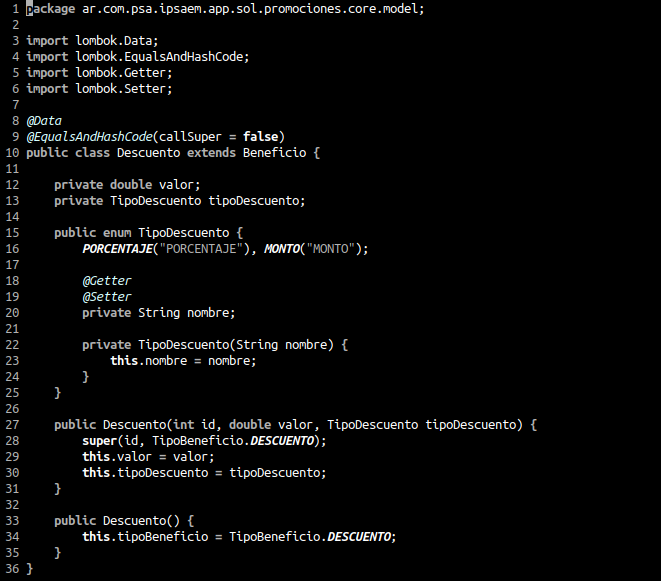 1 package ar.com.psa.ipsaem.app.sol.promociones.core.model;
2
3 import lombok.Data;
4 import lombok.EqualsAndHashCode;
5 import lombok.Getter;
6 import lombok.Setter;
7
8 @Data
9 @EqualsAndHashCode(callSuper = false)
10 public class Descuento extends Beneficio {
11
12     private double valor;
13     private TipoDescuento tipoDescuento;
14
15     public enum TipoDescuento {
16         PORCENTAJE("PORCENTAJE"), MONTO("MONTO");
17
18         @Getter
19         @Setter
20         private String nombre;
21
22         private TipoDescuento(String nombre) {
23             this.nombre = nombre;
24         }
25     }
26
27     public Descuento(int id, double valor, TipoDescuento tipoDescuento) {
28         super(id, TipoBeneficio.DESCUENTO);
29         this.valor = valor;
30         this.tipoDescuento = tipoDescuento;
31     }
32
33     public Descuento() {
34         this.tipoBeneficio = TipoBeneficio.DESCUENTO;
35     }
36 }